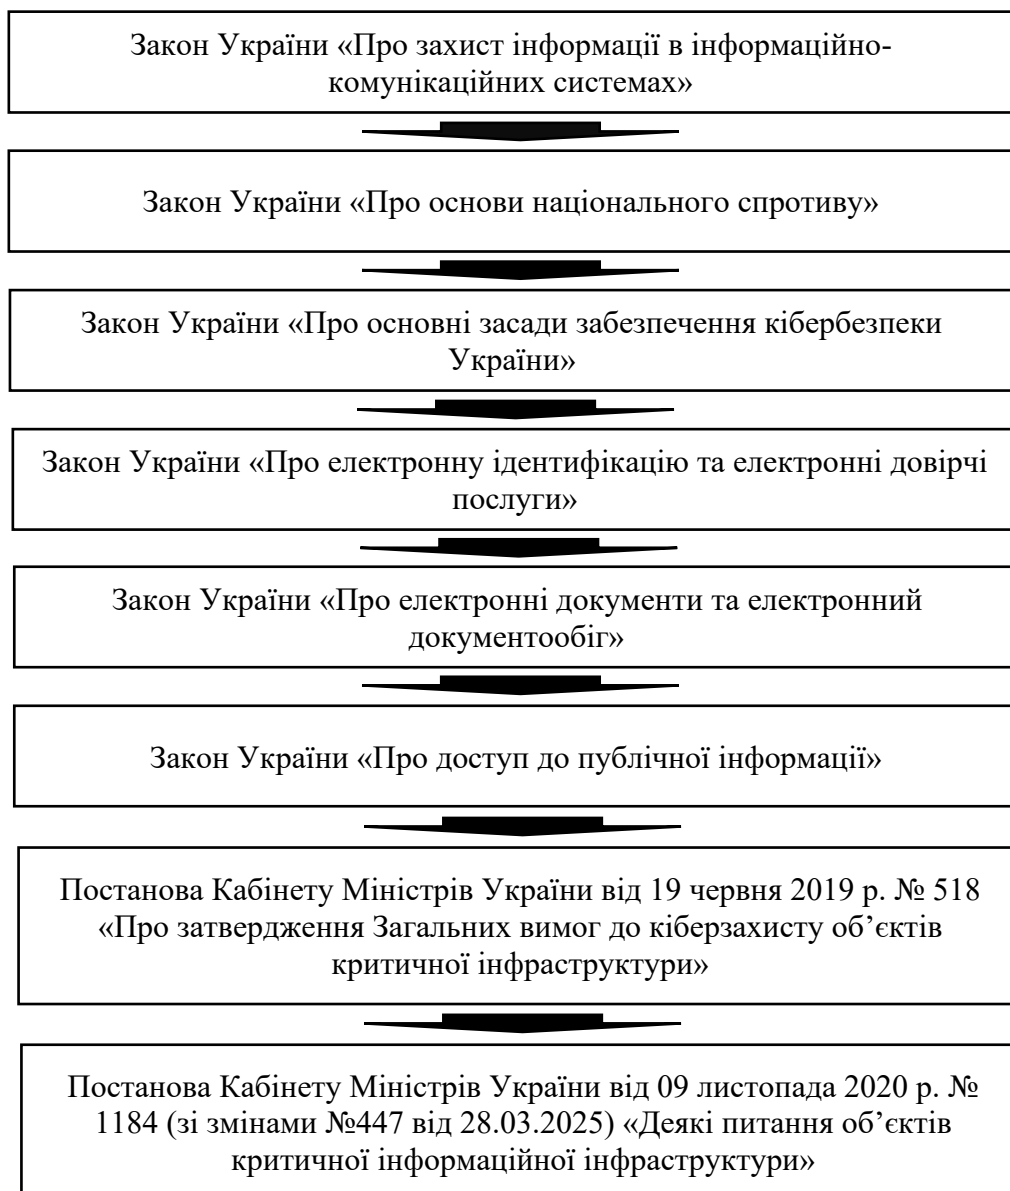 Закон України «Про захист інформації в інформаційно-
комунікаційних системах»
Закон України «Про основи національного спротиву»
Закон України «Про основні засади забезпечення кібербезпеки
України»
Закон України «Про електронну ідентифікацію та електронні довірчі
послуги»
Закон України «Про електронні документи та електронний
документообіг»
Закон України «Про доступ до публічної інформації»
Постанова Кабінету Міністрів України від 19 червня 2019 р. № 518
«Про затвердження Загальних вимог до кіберзахисту об’єктів
критичної інфраструктури»
Постанова Кабінету Міністрів України від 09 листопада 2020 р. №
1184 (зі змінами №447 від 28.03.2025) «Деякі питання об’єктів
критичної інформаційної інфраструктури»